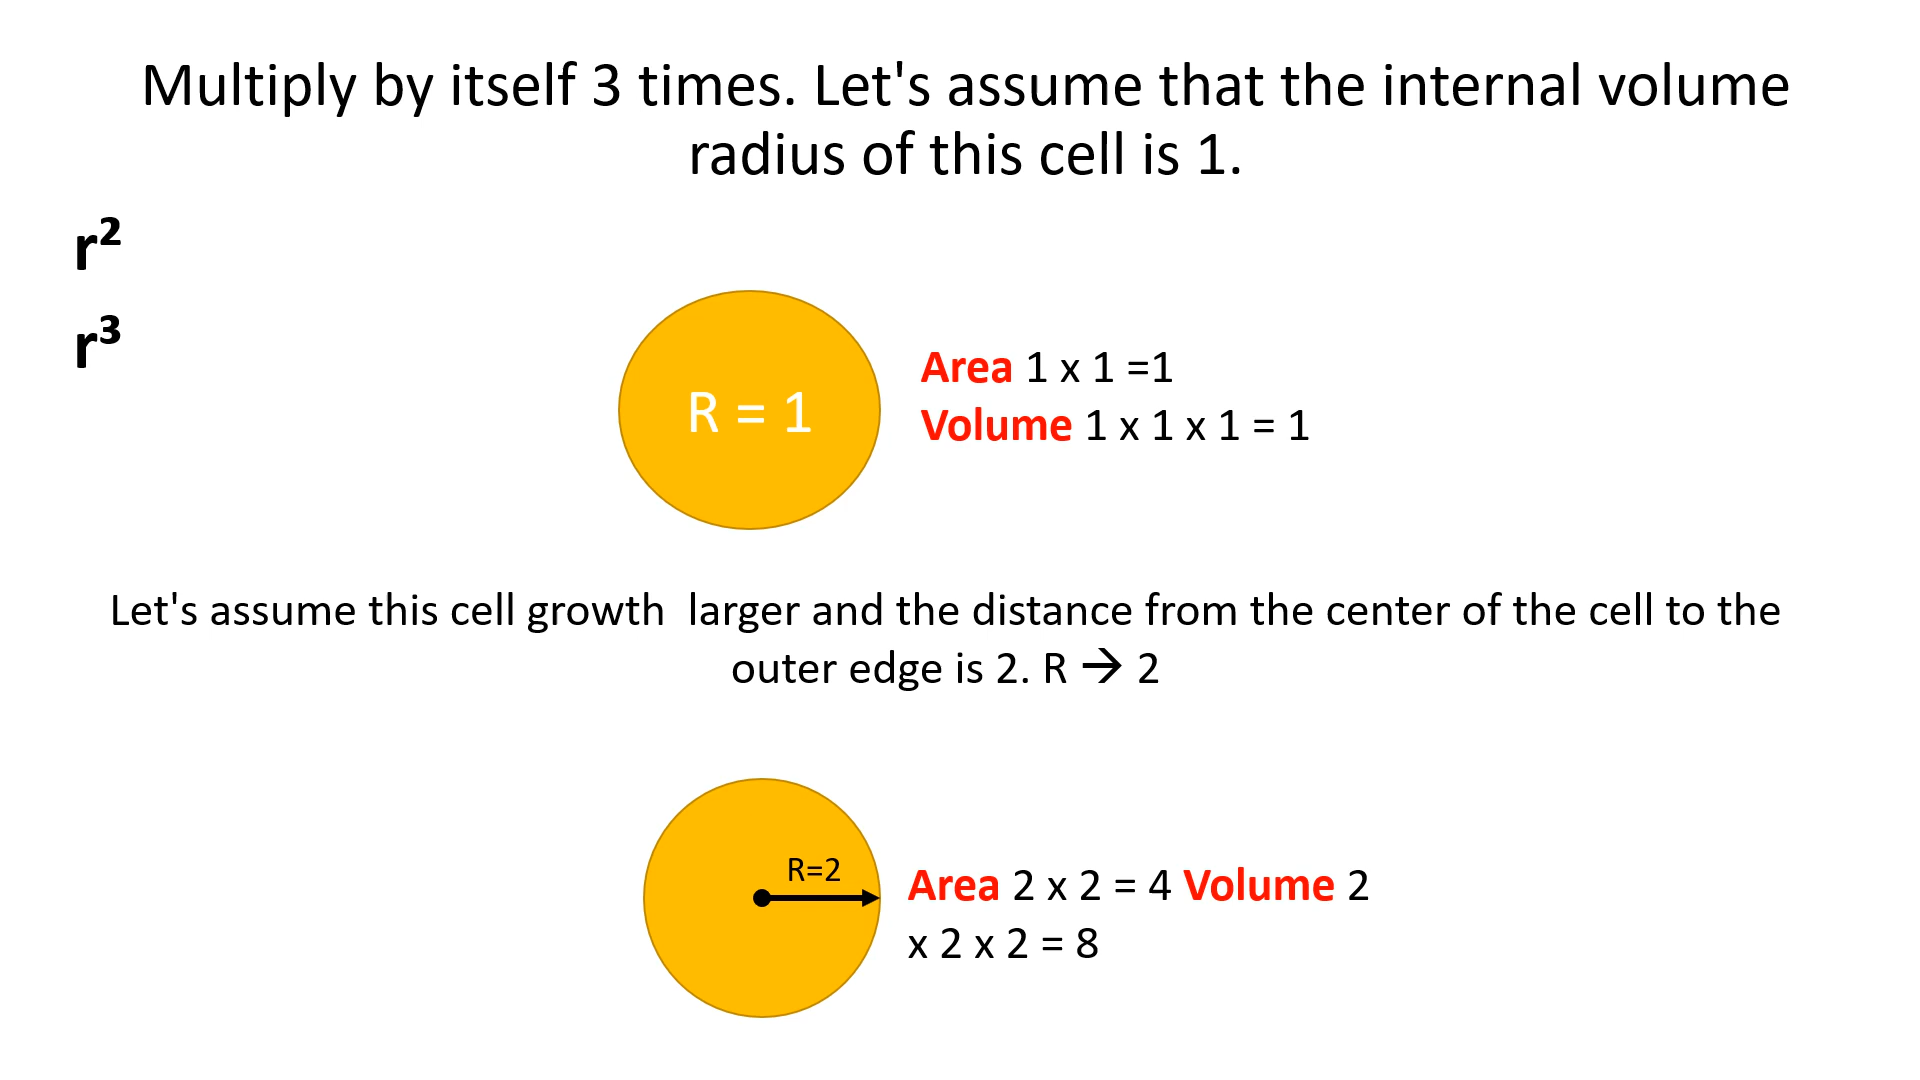 Multiply by itself 3 times. Let's assume that the internal volume
radius of this cell is 1.
r²
r³
R = 1
Area 1 x 1 =1
Volume 1 x 1 x 1 = 1
Let's assume this cell growth  larger and the distance from the center of the cell to the
outer edge is 2. R → 2
R=2
Area 2 x 2 = 4 Volume 2
x 2 x 2 = 8